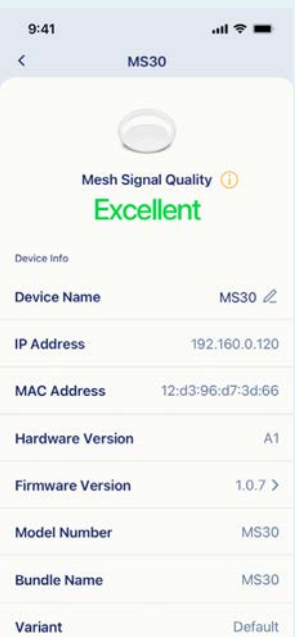 9:41
MS30
Mesh Signal Quality
Excellent
Device Info
Device Name MS30
IP Address 192.160.0.120
MAC Address 12:d3:96:d7:3d:66
Hardware Version A1
Firmware Version 1.0.7 >
Model Number MS30
Bundle Name MS30
Variant Default